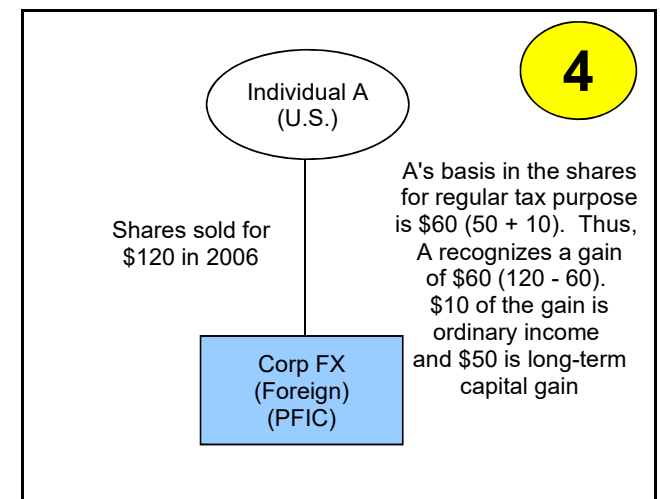 4
Individual A
(U.S.)
A's basis in the shares
for regular tax purpose
is $60 (50 + 10).  Thus,
A recognizes a gain
of $60 (120 - 60).
$10 of the gain is
ordinary income
and $50 is long-term
capital gain
Shares sold for
$120 in 2006
Corp FX
(Foreign)
(PFIC)